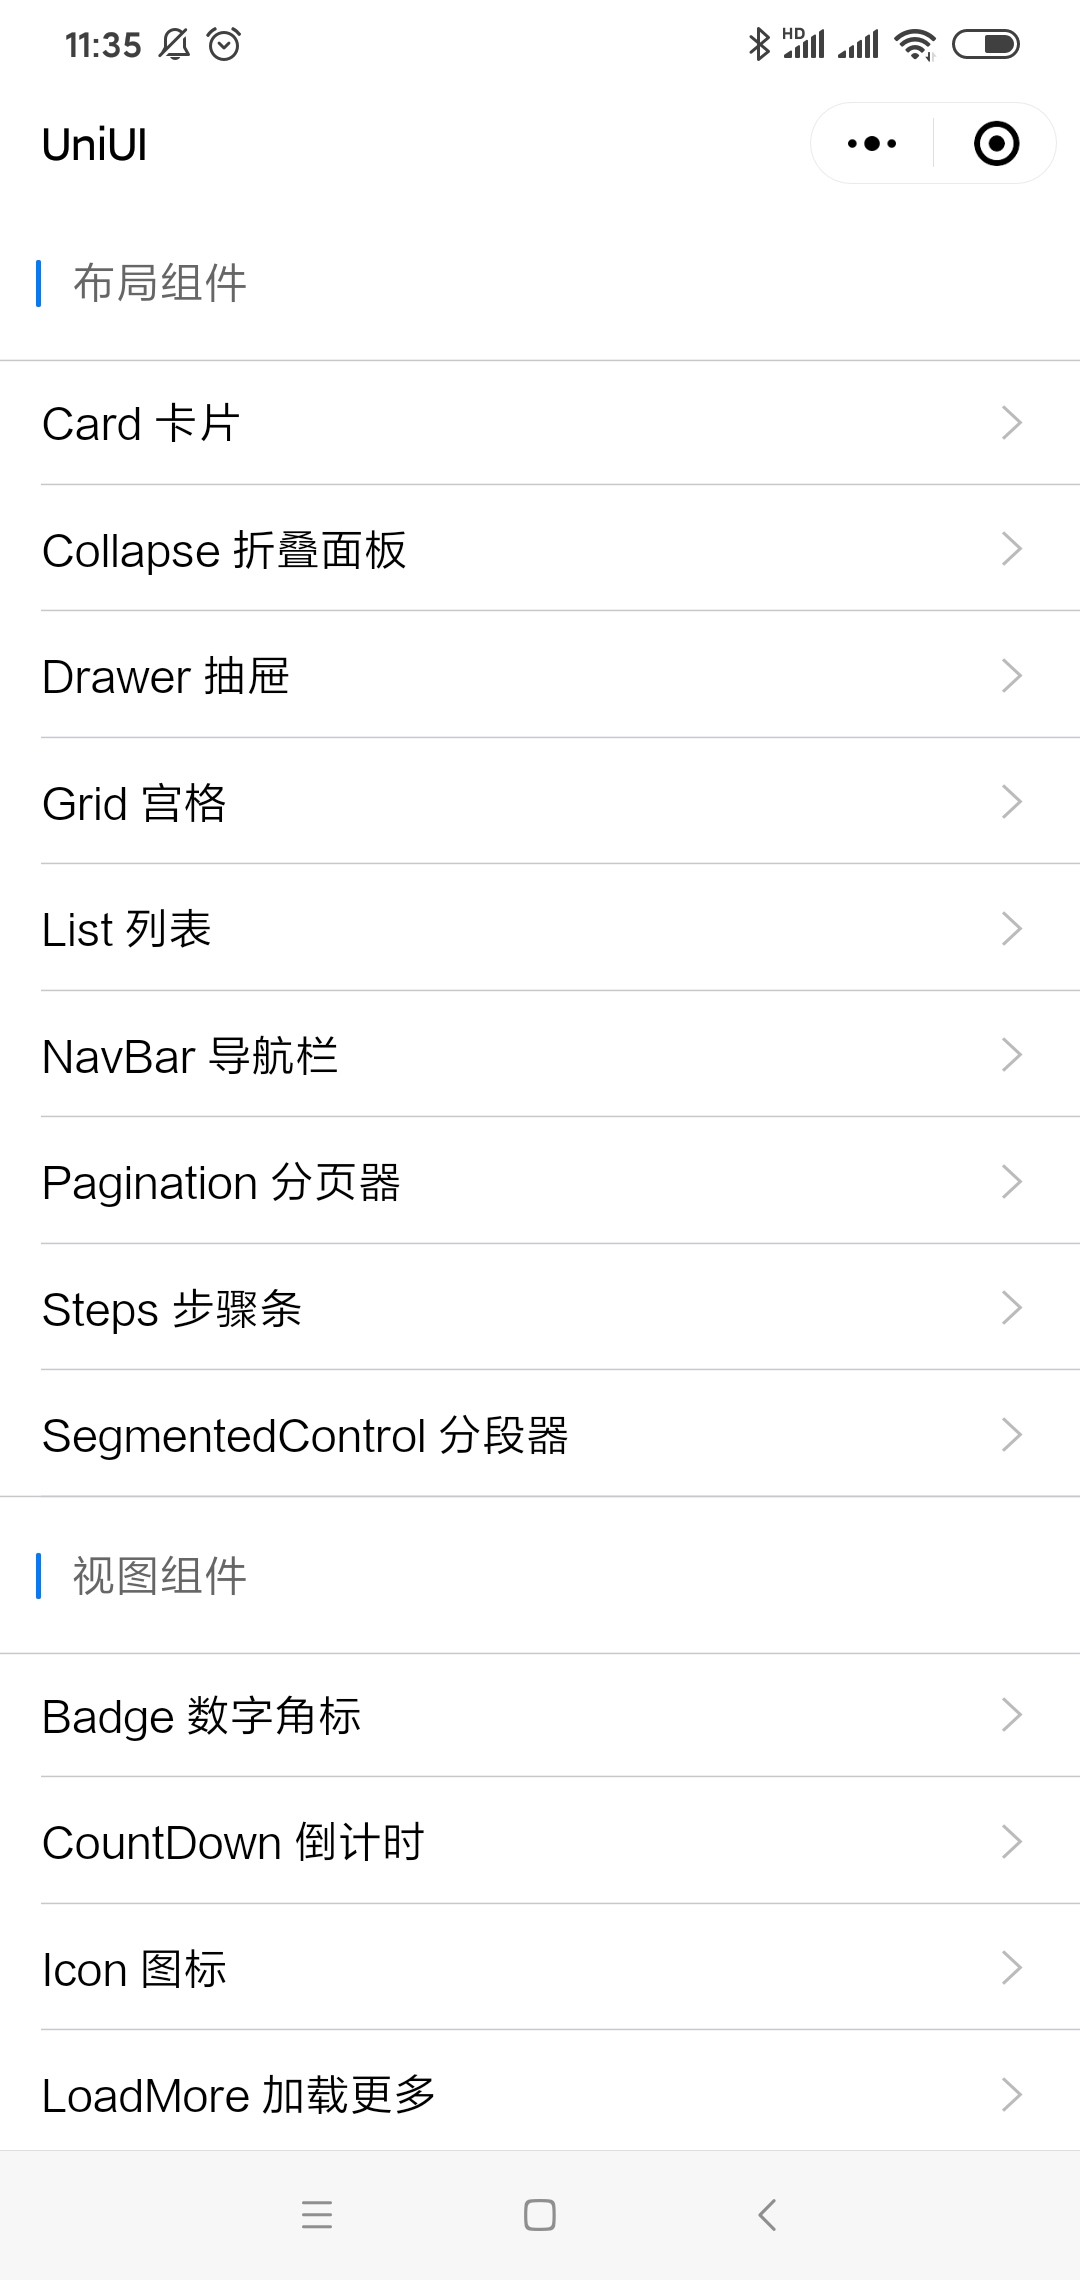 11:35
HD
UniUI
布局组件
Card 卡片
Collapse 折叠面板
Drawer 抽屉
Grid 宫格
List 列表
NavBar 导航栏
Pagination 分页器
Steps 步骤条
SegmentedControl 分段器
视图组件
Badge 数字角标
CountDown 倒计时
Icon 图标
LoadMore 加载更多